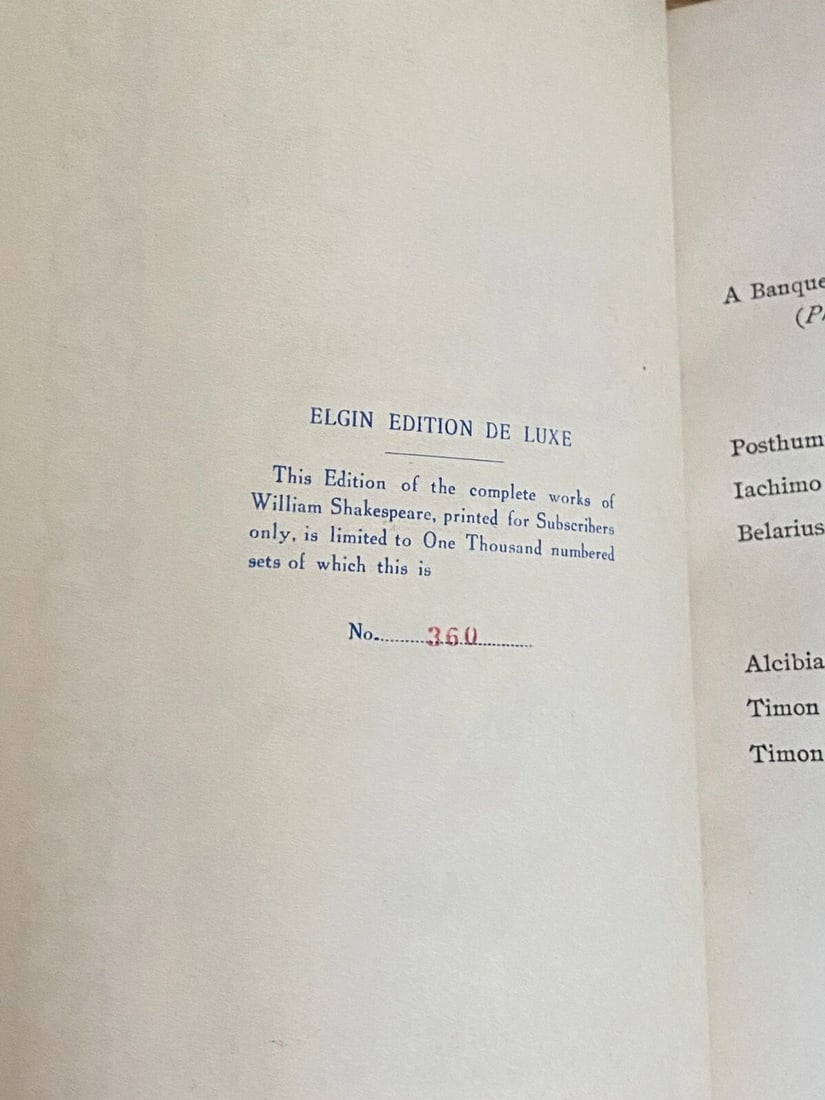 ELGIN EDITION DE LUXE
This Edition of the complete works of
William Shakespeare, printed for Subscribers
only, is limited to One Thousand numbered
sets of which this is
No. 360
A Banque
(P
Posthum
Iachimo
Belarius
Alcibia
Timon
Timon